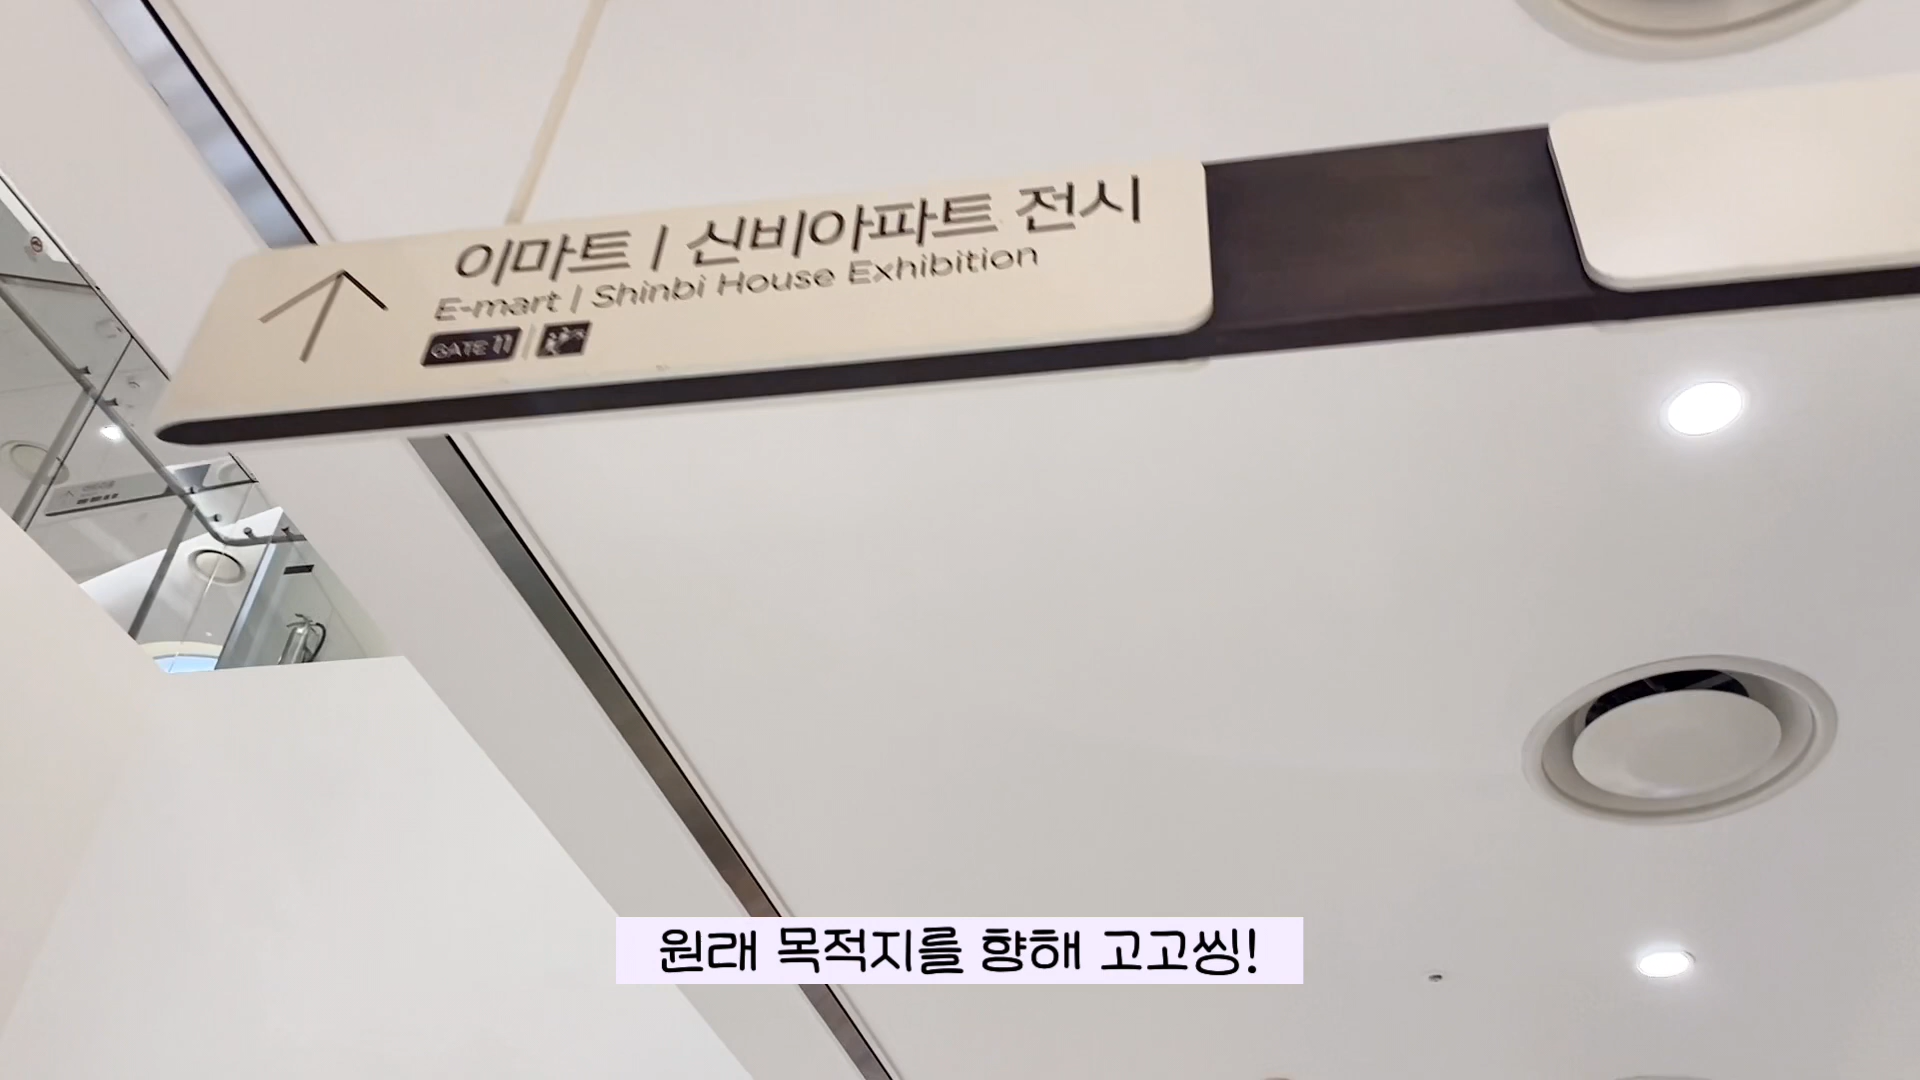 이마트 | 신비아파트 전시
E-mart | Shinbi House Exhibition
GATE 11
원래 목적지를 향해 고고씽!